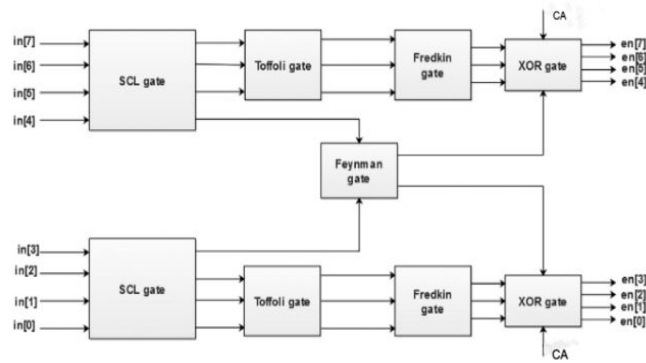 CA
in[7]
in[6]
in[5]
in[4]
SCL gate
Toffoli gate
Fredkin
gate
XOR gate
en[7]
en[6]
en[5]
en[4]
Feynman
gate
in[3]
in[2]
in[1]
in[0]
SCL gate
Toffoli gate
Fredkin
gate
XOR gate
en[3]
en[2]
en[1]
en[0]
CA